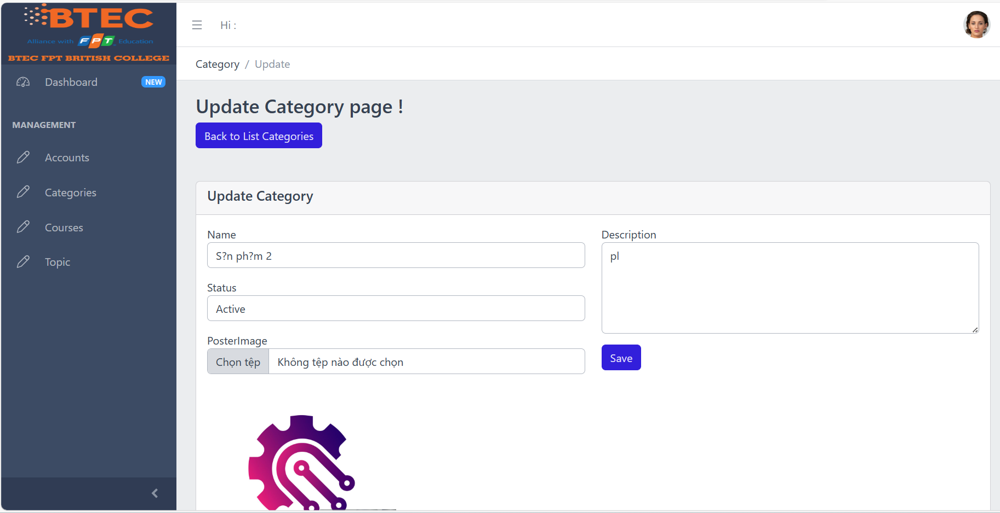 BTEC
Alliance with FPT Education
BTEC FPT BRITISH COLLEGE
Dashboard NEW
MANAGEMENT
Accounts
Categories
Courses
Topic
Hi :
Category / Update
Update Category page !
Back to List Categories
Update Category
Name
S?n ph?m 2
Status
Active
PosterImage
Chọn tệp Không tệp nào được chọn
Description
pl
Save